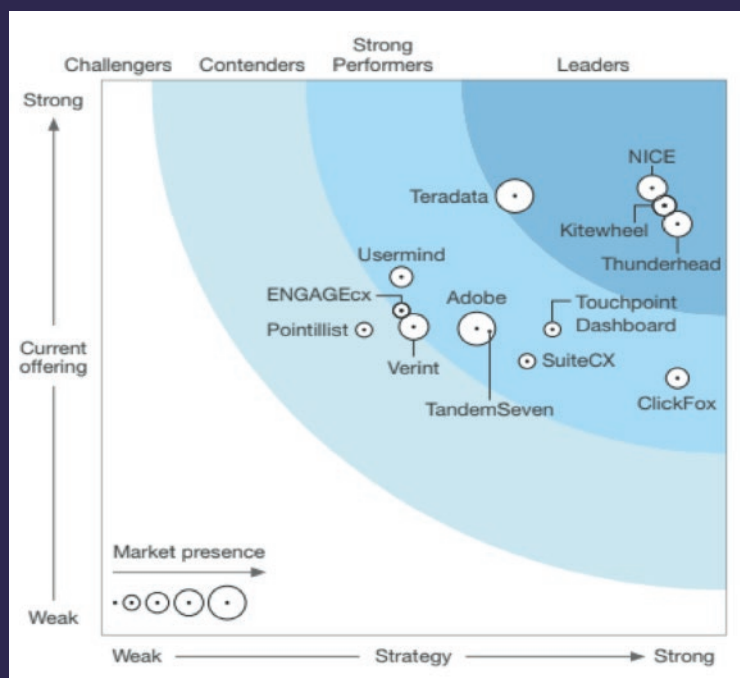 Strong
Challengers Contenders Performers Leaders
Strong
NICE
Teradata
Kitewheel
Thunderhead
Usermind
ENGAGEcx Adobe Touchpoint
Pointillist Dashboard
Current
offering
Verint SuiteCX
TandemSeven ClickFox
Market presence
Weak
Weak Strategy Strong